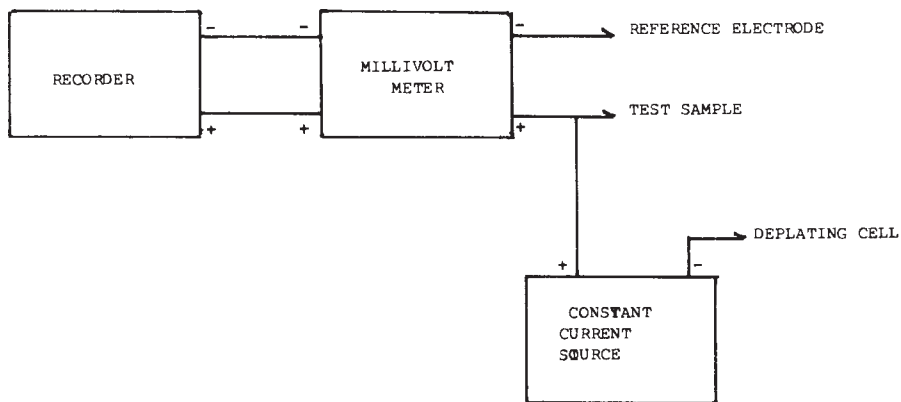 - - - REFERENCE ELECTRODE
RECORDER
MILLIVOLT
METER
+ + + TEST SAMPLE
DEPLATING CELL
+ -
CONSTANT
CURRENT
SOURCE